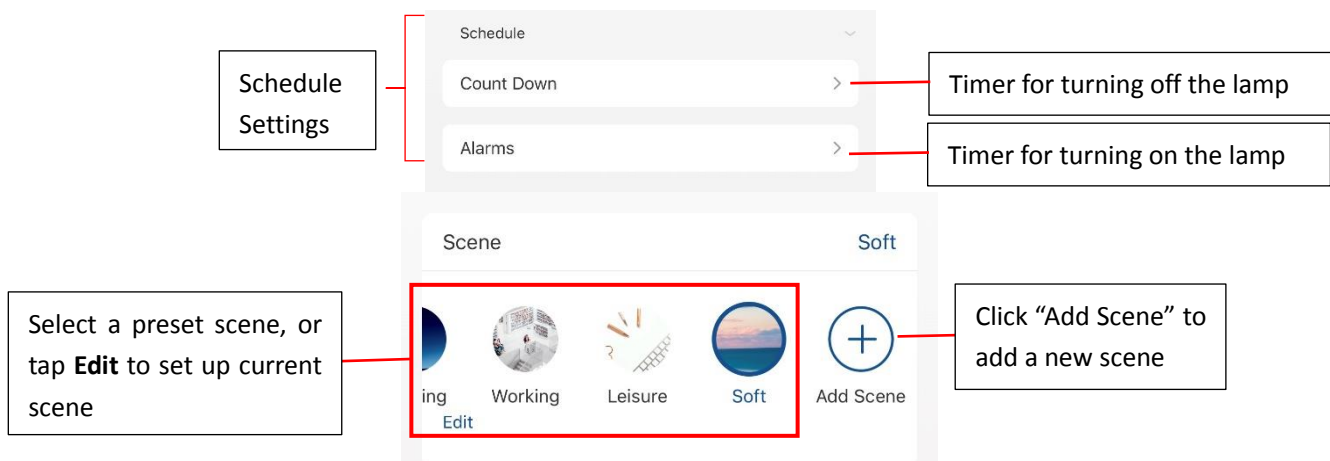 Schedule
Schedule
Settings
Count Down
Timer for turning off the lamp
Alarms
Timer for turning on the lamp
Scene
Soft
Select a preset scene, or
tap Edit to set up current
scene
ing
Working
Leisure
Soft
Add Scene
Edit
Click “Add Scene” to
add a new scene